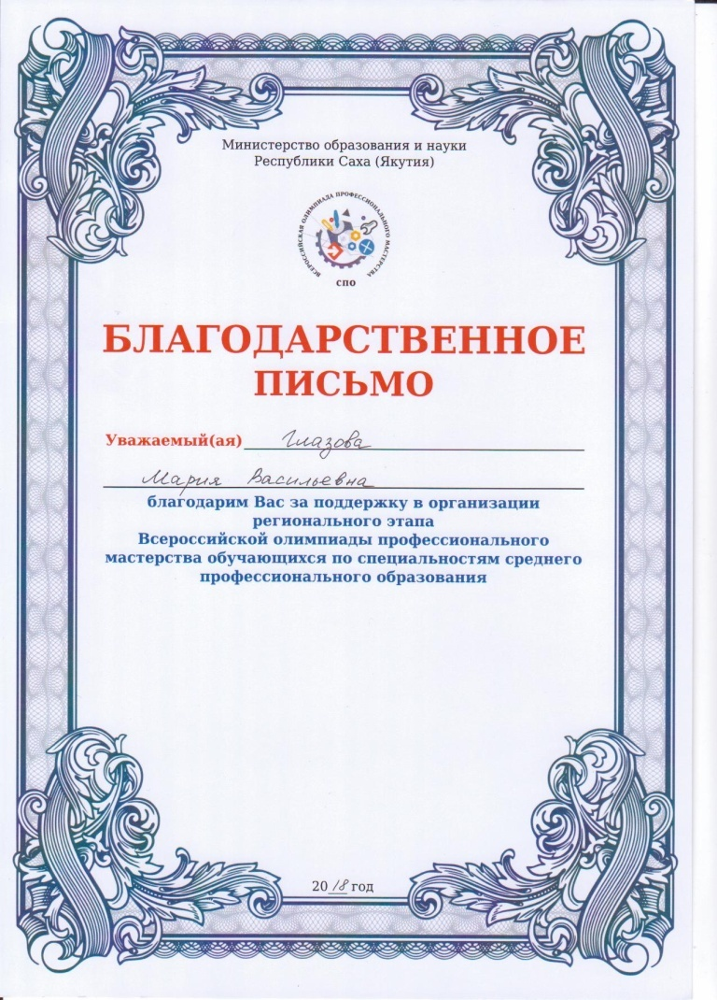 Министерство образования и науки
Республики Саха (Якутия)
ВСЕРОССИЙСКАЯ ОЛИМПИАДА ПРОФЕССИОНАЛЬНОГО МАСТЕРСТВА
СПО
БЛАГОДАРСТВЕННОЕ
ПИСЬМО
Уважаемый(ая) Глазова
Мария Васильевна
благодарим Вас за поддержку в организации
регионального этапа
Всероссийской олимпиады профессионального
мастерства обучающихся по специальностям среднего
профессионального образования
2018 год